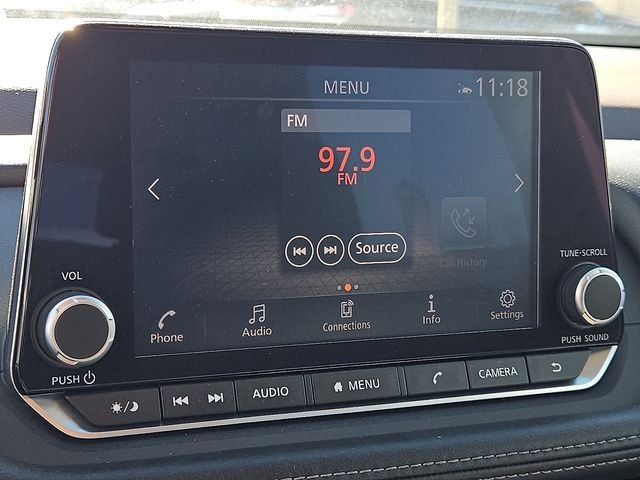 MENU
11:18
FM
97.9
FM
Source
Call History
Phone
Audio
Connections
Info
Settings
VOL
PUSH
TUNE·SCROLL
PUSH SOUND
AUDIO
MENU
CAMERA